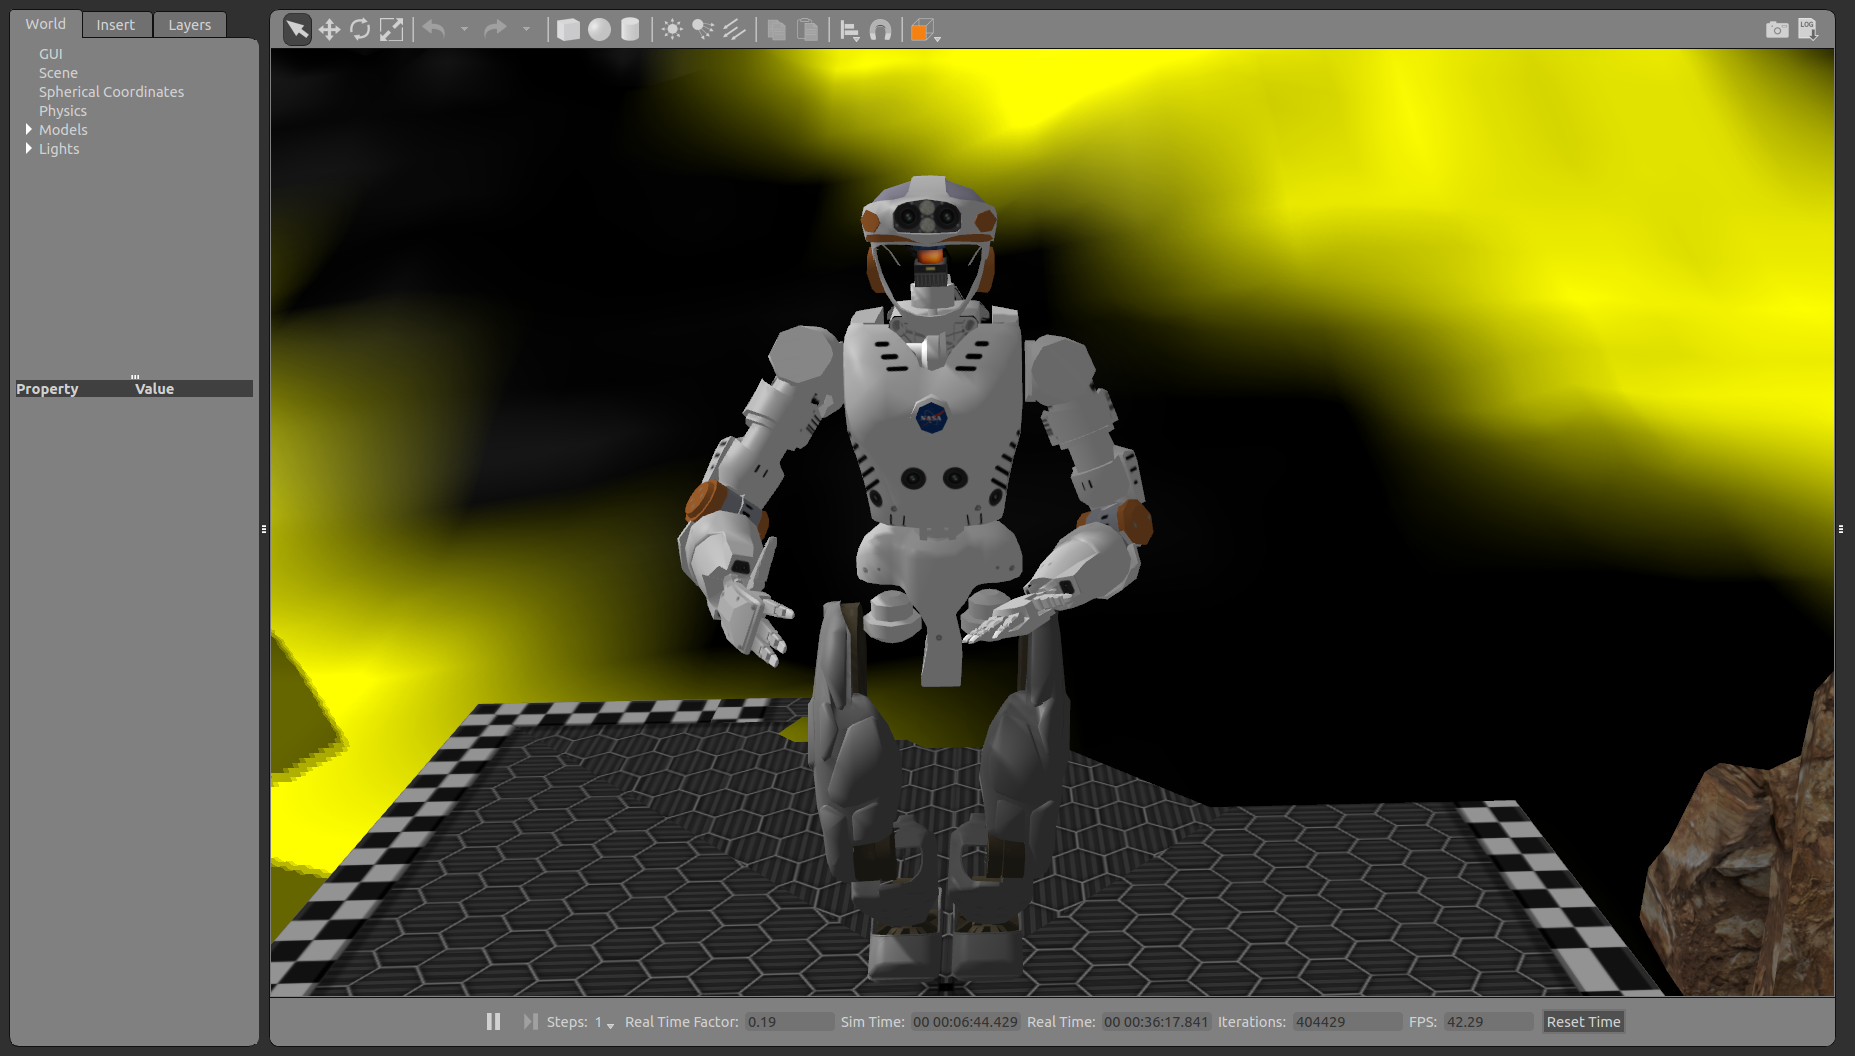 World Insert Layers
LOG
GUI
Scene
Spherical Coordinates
Physics
Models
Lights
Property Value
NASA
Steps: 1 Real Time Factor: 0.19 Sim Time: 00 00:06:44.429 Real Time: 00 00:36:17.841 Iterations: 404429 FPS: 42.29 Reset Time